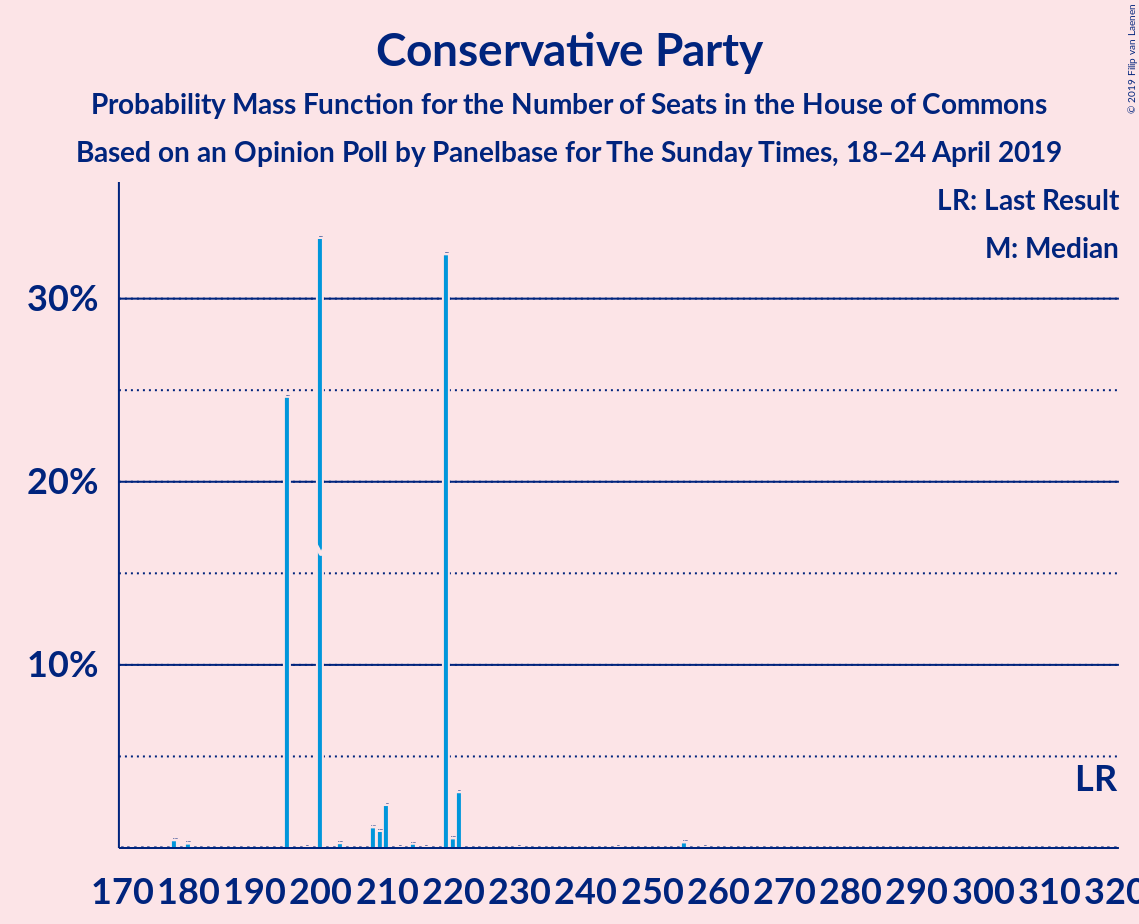 © 2019 Filip van Laenen
Conservative Party
Probability Mass Function for the Number of Seats in the House of Commons
Based on an Opinion Poll by Panelbase for The Sunday Times, 18–24 April 2019
LR: Last Result
M: Median
30%
20%
10%
LR
170 180 190 200 210 220 230 240 250 260 270 280 290 300 310 320